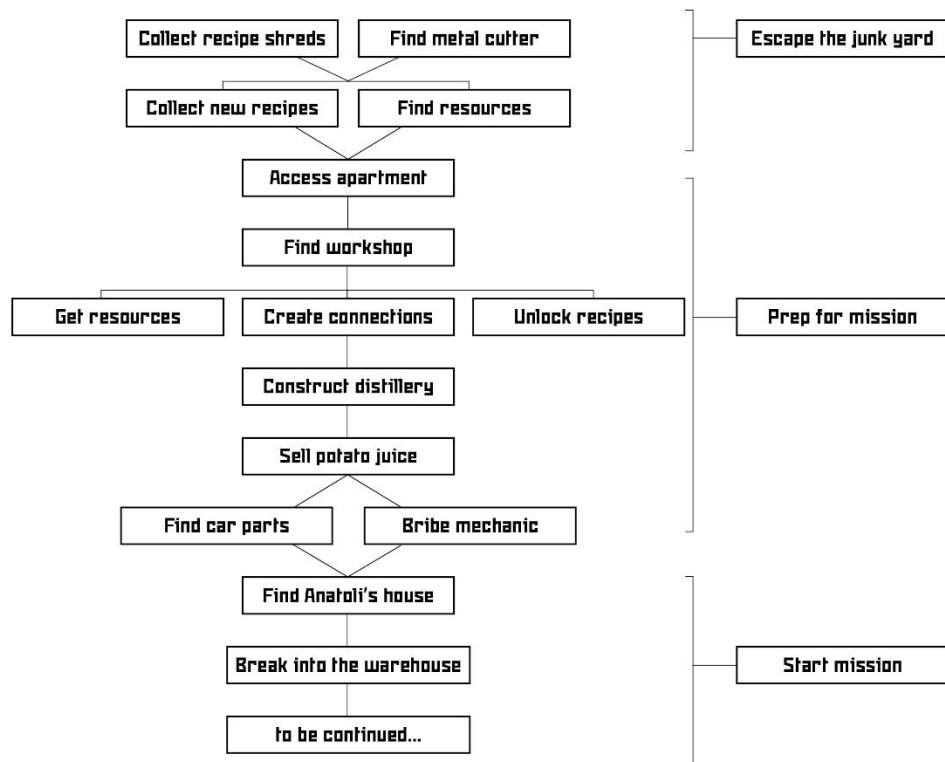 Collect recipe shreds
Find metal cutter
Escape the junk yard
Collect new recipes
Find resources
Access apartment
Find workshop
Get resources
Create connections
Unlock recipes
Prep for mission
Construct distillery
Sell potato juice
Find car parts
Bribe mechanic
Find Anatoli's house
Break into the warehouse
Start mission
to be continued...